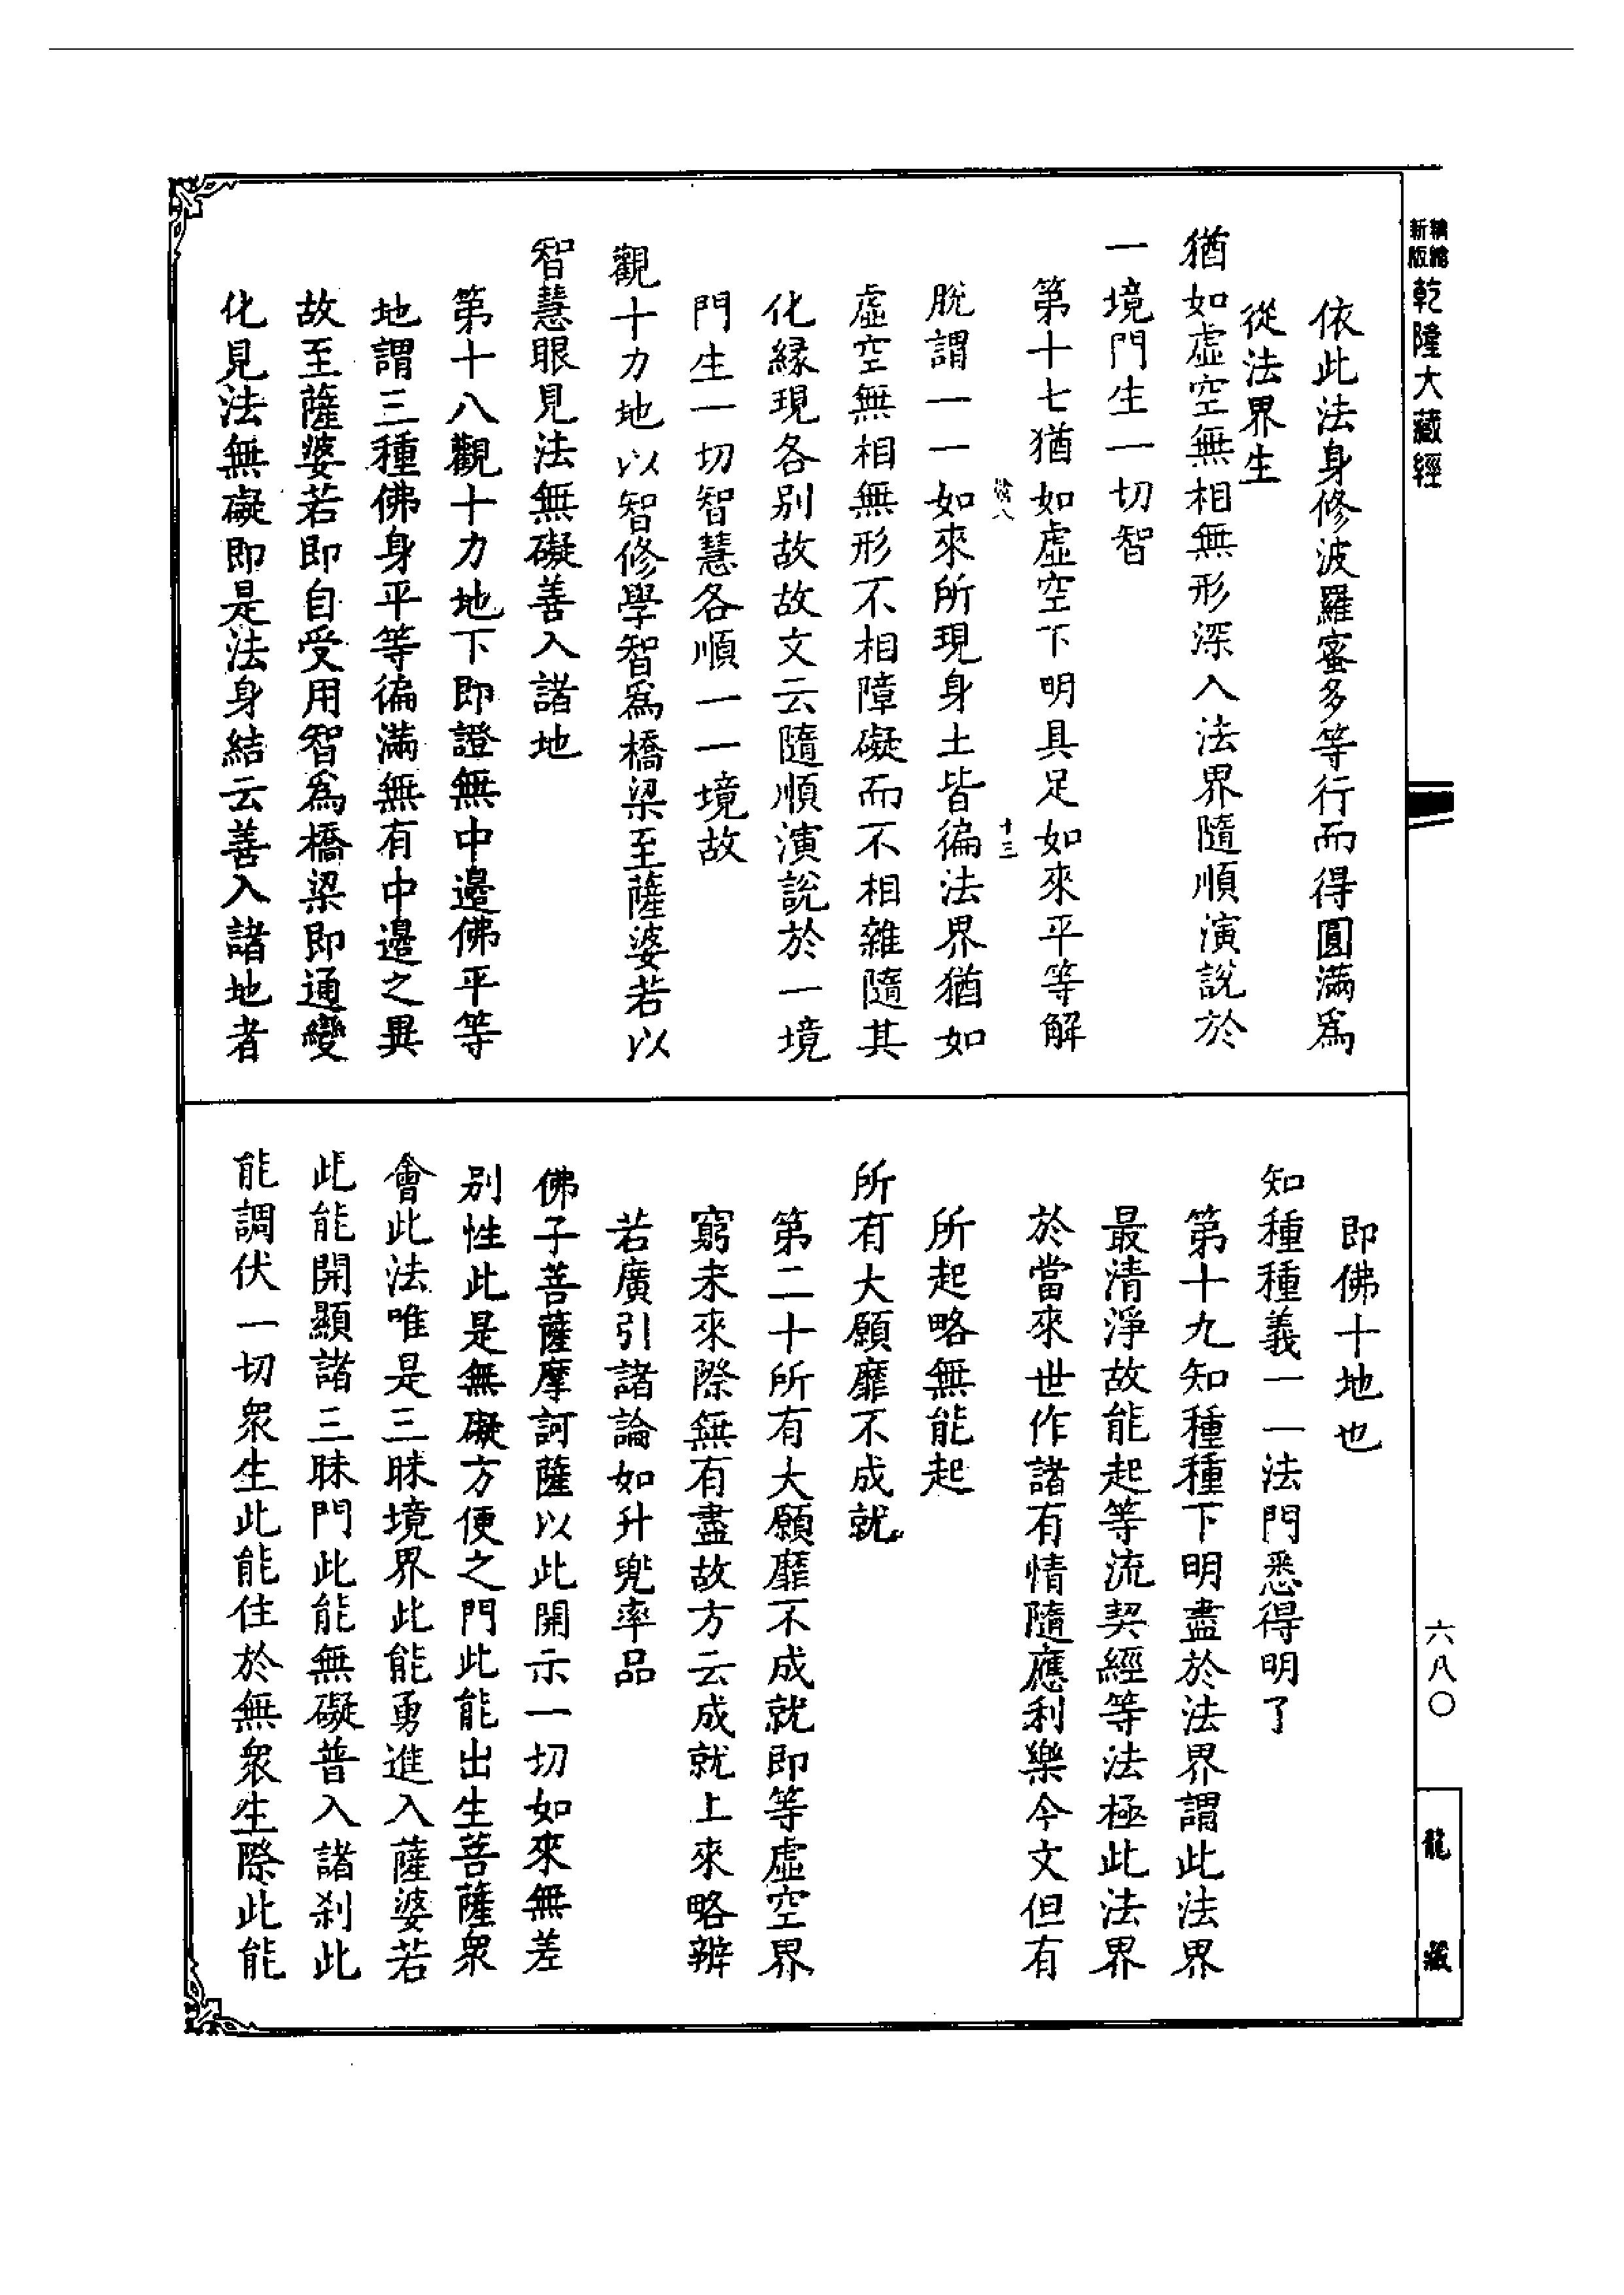 新版
精縮
乾隆大藏經
依此法身修波羅蜜多等行而得圓滿爲
從法界生
猶如虛空無相無形深入法界隨順演說於
一境門生一切智
第十七猶如虛空下明具足如來平等解
十三
脫謂一一如來所現身土皆徧法界猶如
虛空無相無形不相障礙而不相雜隨其
化緣現各別故故文云隨順演說於一境
門生一切智慧各順一一境故
觀十力地以智修學智爲橋梁至薩婆若以
智慧眼見法無礙善入諸地
第十八觀十力地下即證無中邊佛平等
地謂三種佛身平等徧滿無有中邊之異
故至薩婆若即自受用智爲橋梁即通變
化見法無礙即是法身結云善入諸地者
即佛十地也
知種種義一一法門悉得明了
第十九知種種下明盡於法界謂此法界
最清淨故能起等流契經等法極此法界
於當來世作諸有情隨應利樂今文但有
所起略無能起
所有大願靡不成就
第二十所有大願靡不成就即等虛空界
窮未來際無有盡故方云成就上來略辨
若廣引諸論如升兜率品
佛子菩薩摩訶薩以此開示一切如來無差
別性此是無礙方便之門此能出生菩薩衆
會此法唯是三昧境界此能勇進入薩婆若
此能開顯諸三昧門此能無礙普入諸刹此
能調伏一切衆生此能住於無衆生際此能
六八〇
龍藏